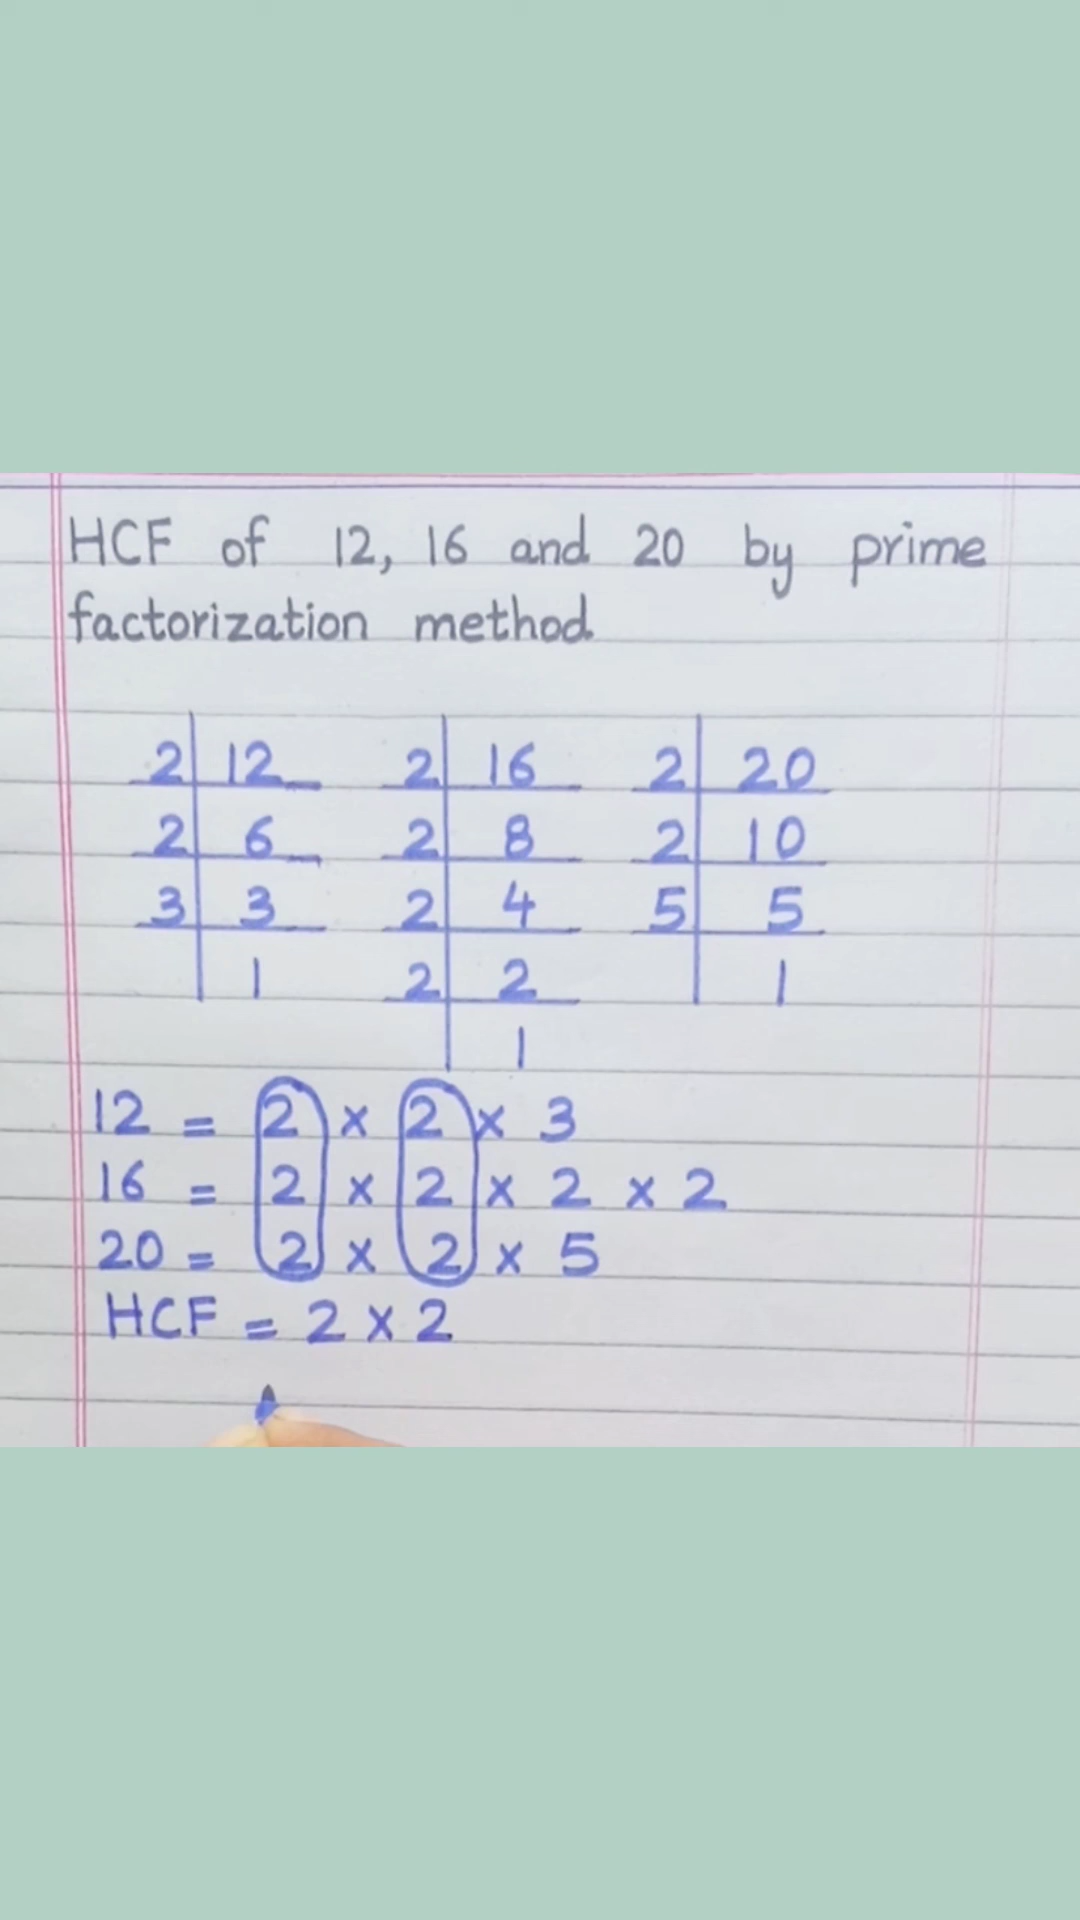 HCF of 12, 16 and 20 by prime
factorization method
2 12 2 16 2 20
2 6 2 8 2 10
3 3 2 4 5 5
1 2 2 1
1
12 = 2 x 2 x 3
16 = 2 x 2 x 2 x 2
20 = 2 x 2 x 5
HCF = 2 x 2